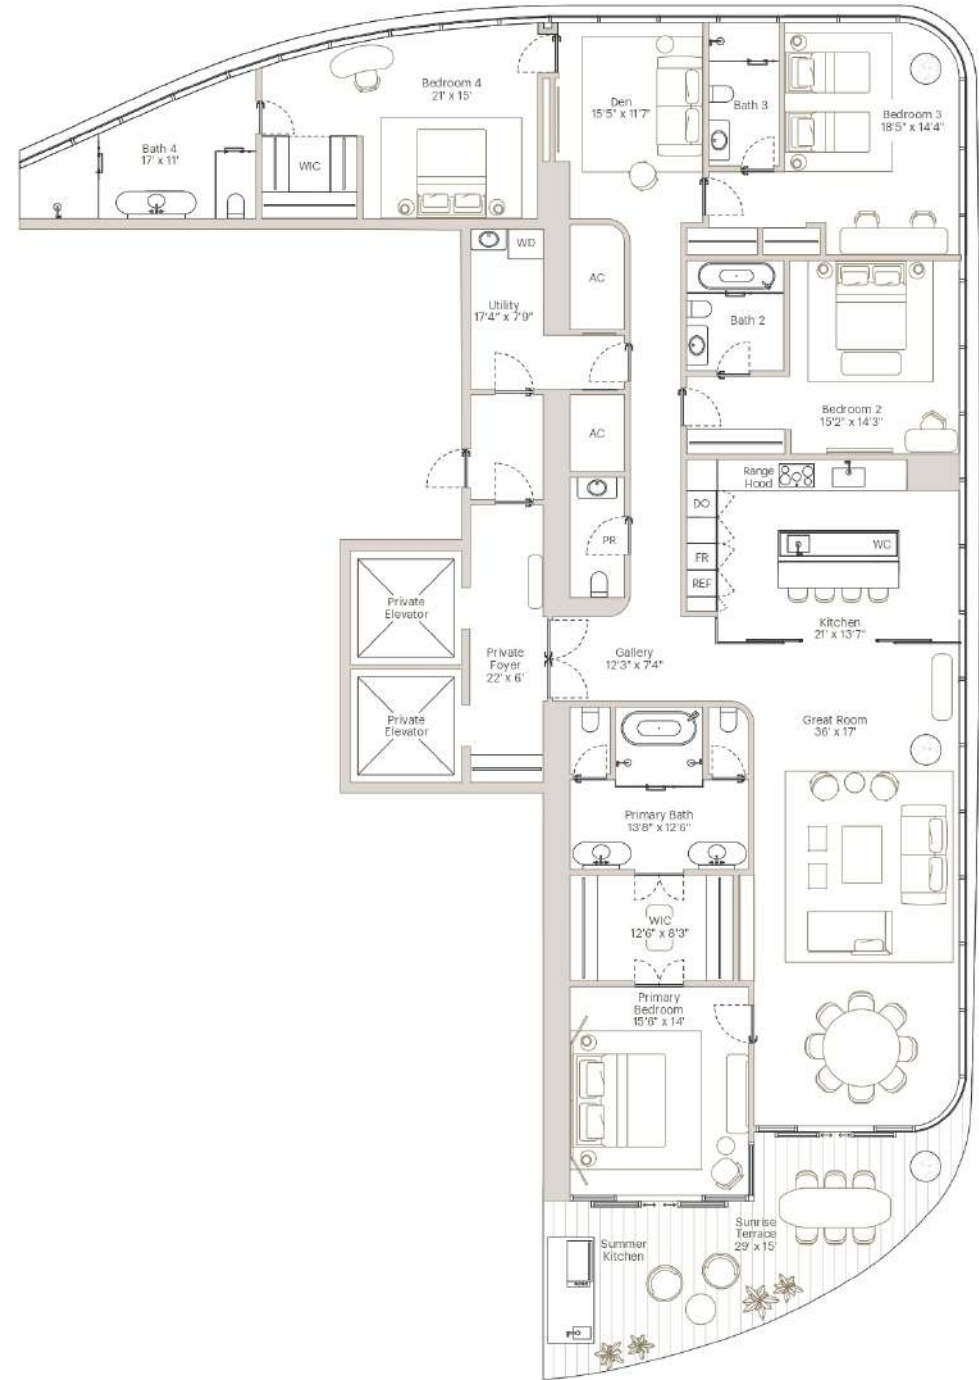 Bedroom 4
21' x 15'
Den
15'5" x 11'7"
Bath 3
Bedroom 3
18'5" x 14'4"
Bath 4
17' x 11'
WIC
WD
AC
Utility
17'4" x 7'9"
Bath 2
Bedroom 2
15'2" x 14'3"
AC
Range
Hood
DO
PR
FR
WC
REF
Private
Elevator
Kitchen
21' x 13'7"
Private
Foyer
22' x 6'
Gallery
12'3" x 7'4"
Private
Elevator
Great Room
36' x 17'
Primary Bath
13'8" x 12'6"
WIC
12'6" x 8'3"
Primary
Bedroom
15'6" x 14'
Summer
Kitchen
Sunrise
Terrace
29' x 15'